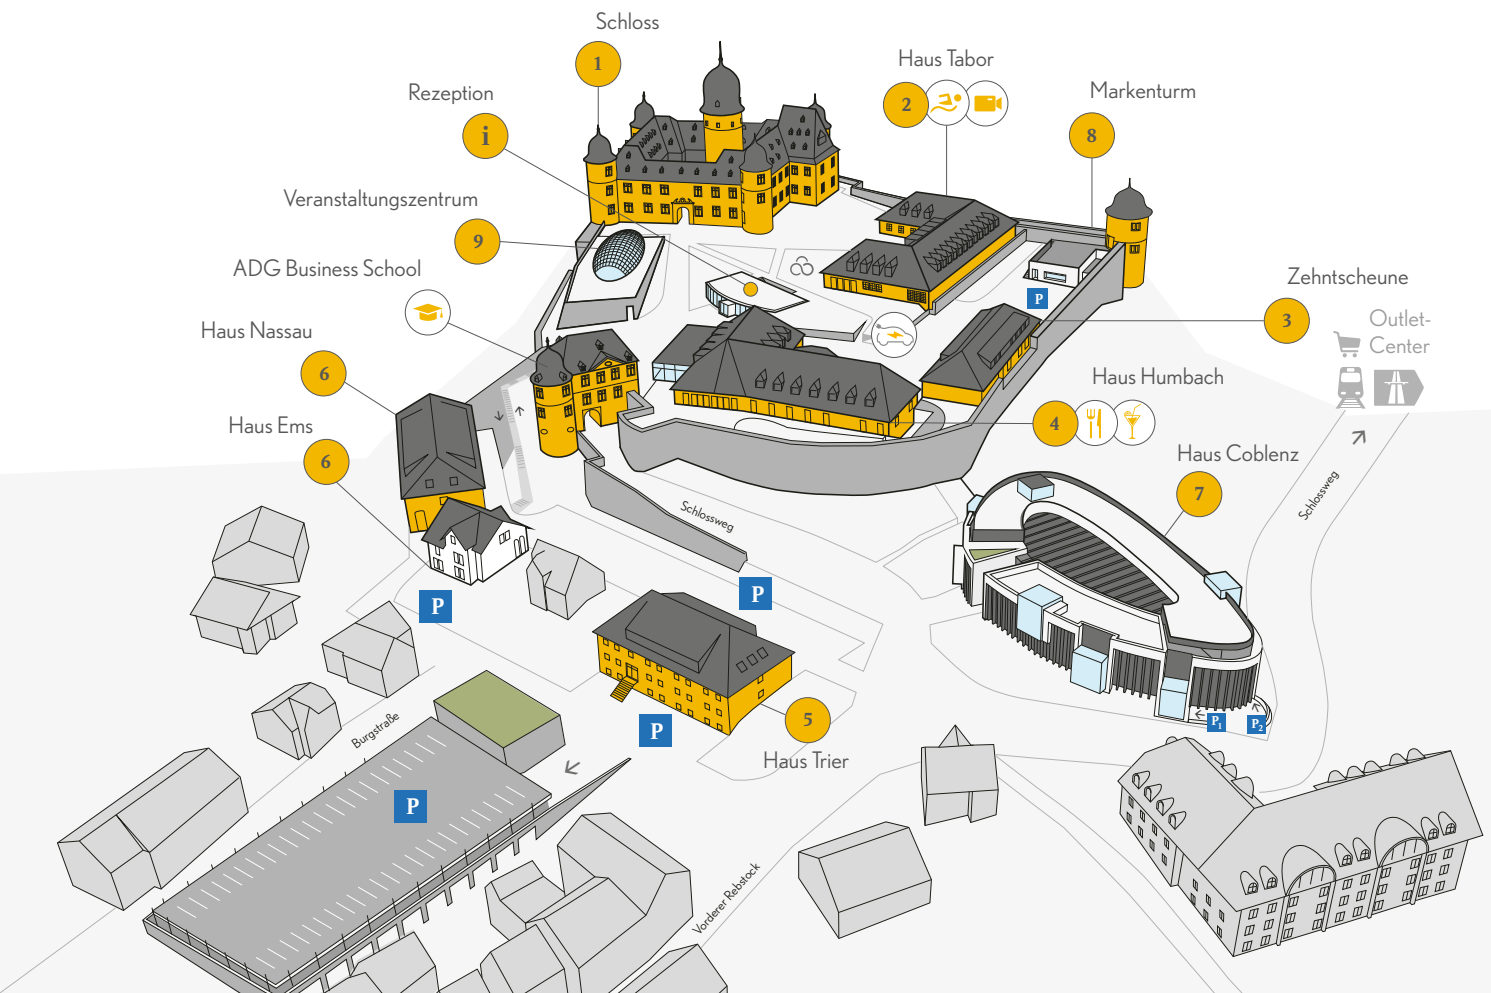 Schloss
1
Haus Tabor
2
Rezeption
i
Markenturm
8
Veranstaltungszentrum
9
ADG Business School
Zehntscheune
3
P
Outlet-
Center
Haus Nassau
6
Haus Humbach
4
Haus Ems
6
Haus Coblenz
7
Schlossweg
Schlossweg
P
P
P
5
Haus Trier
P1
P2
Burgstraße
P
Vorderer Rebstock